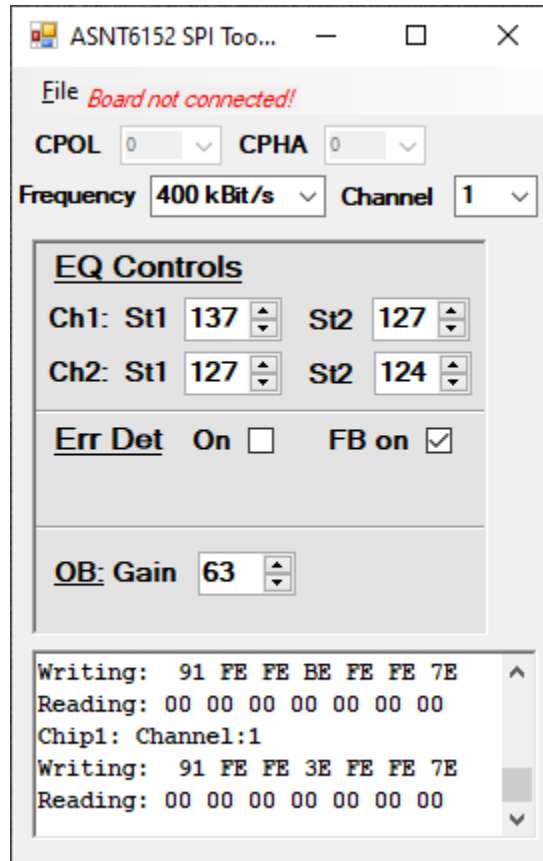 ASNT6152 SPI Too...
File Board not connected!
CPOL 0 CPHA 0
Frequency 400 kBit/s Channel 1
EQ Controls
Ch1: St1 137 St2 127
Ch2: St1 127 St2 124
Err Det On FB on
OB: Gain 63
Writing: 91 FE FE BE FE FE 7E
Reading: 00 00 00 00 00 00 00
Chip1: Channel:1
Writing: 91 FE FE 3E FE FE 7E
Reading: 00 00 00 00 00 00 00